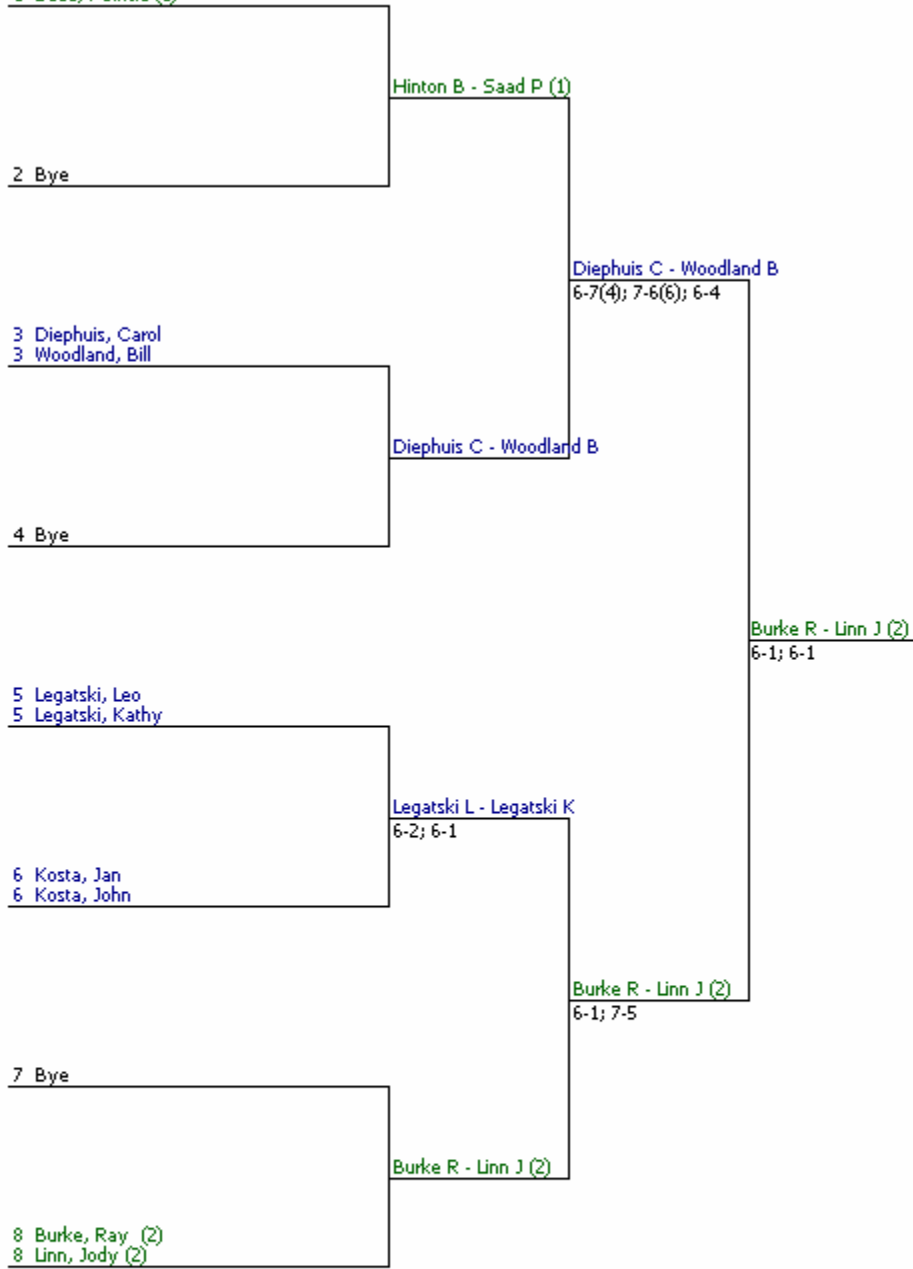 Hinton B - Saad P (1)
2 Bye
Diephuis C - Woodland B
6-7(4); 7-6(6); 6-4
3 Diephuis, Carol
3 Woodland, Bill
Diephuis C - Woodland B
4 Bye
Burke R - Linn J (2)
6-1; 6-1
5 Legatski, Leo
5 Legatski, Kathy
Legatski L - Legatski K
6-2; 6-1
6 Kosta, Jan
6 Kosta, John
Burke R - Linn J (2)
6-1; 7-5
7 Bye
Burke R - Linn J (2)
8 Burke, Ray (2)
8 Linn, Jody (2)